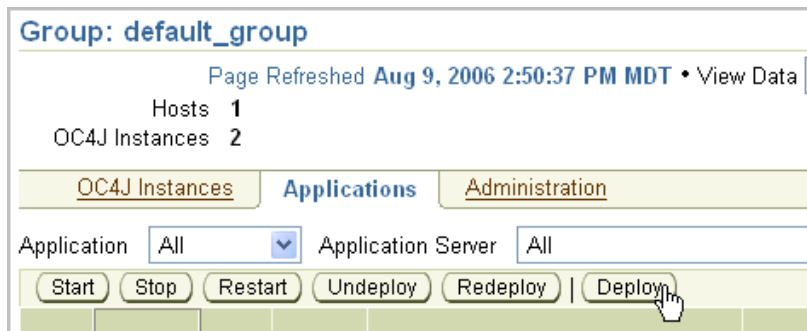 Group: default_group
Page Refreshed Aug 9, 2006 2:50:37 PM MDT • View Data
Hosts 1
OC4J Instances 2
OC4J Instances Applications Administration
Application All Application Server All
Start Stop Restart Undeploy Redeploy | Deploy